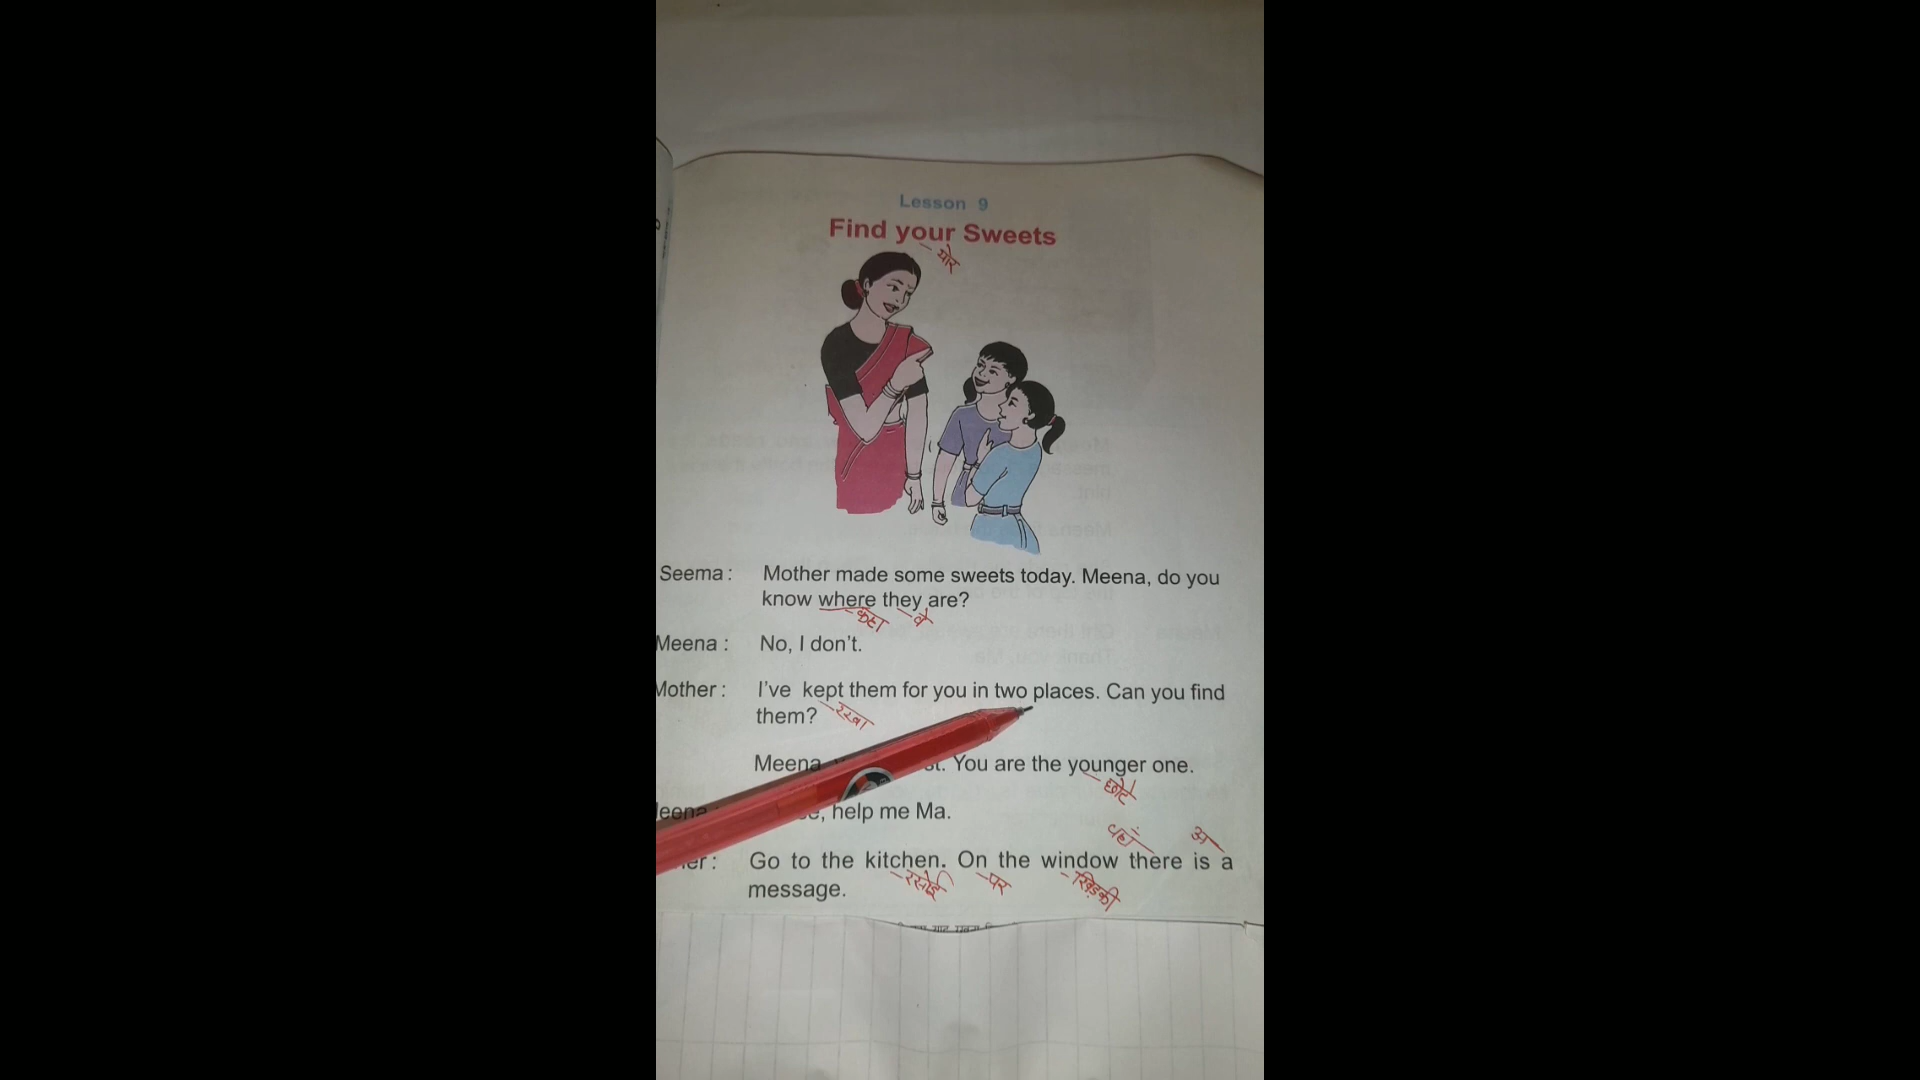 Lesson 9
Find your Sweets
योर
Seema : Mother made some sweets today. Meena, do you
know where they are?
कहा वे
Meena : No, I don't.
Mother : I've kept them for you in two places. Can you find
them?
रखा
Meena You are the younger one.
छोटे
help me Ma.
वहाँ अ
Go to the kitchen. On the window there is a
रसोई पर खिड़की
message.